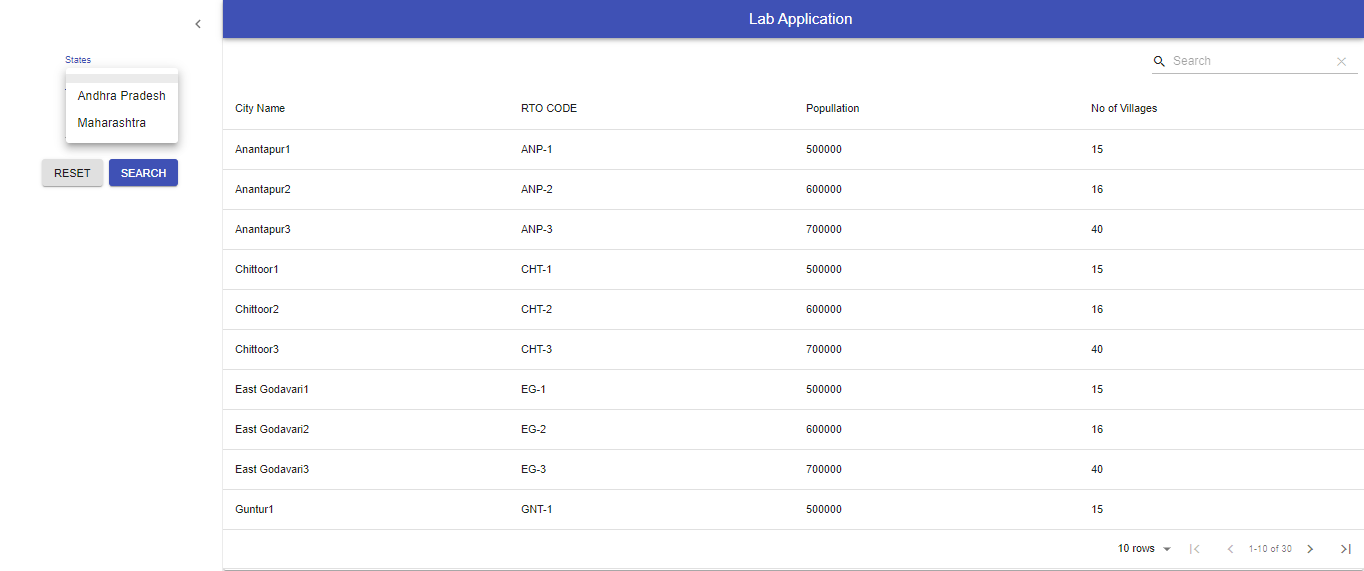 Lab Application
States
Andhra Pradesh
Maharashtra
RESET SEARCH
Search
City Name RTO CODE Popullation No of Villages
Anantapur1 ANP-1 500000 15
Anantapur2 ANP-2 600000 16
Anantapur3 ANP-3 700000 40
Chittoor1 CHT-1 500000 15
Chittoor2 CHT-2 600000 16
Chittoor3 CHT-3 700000 40
East Godavari1 EG-1 500000 15
East Godavari2 EG-2 600000 16
East Godavari3 EG-3 700000 40
Guntur1 GNT-1 500000 15
10 rows 1-10 of 30